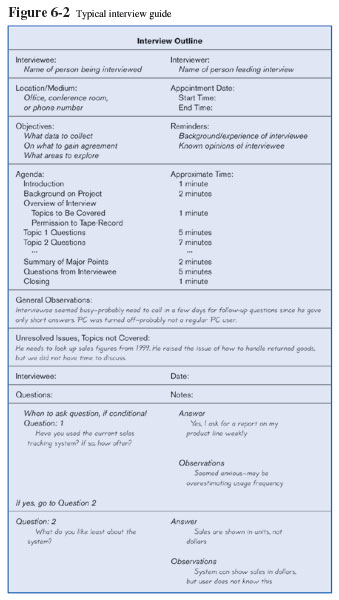 Figure 6-2 Typical interview guide
Interview Outline
Interviewee:
Name of person being interviewed
Interviewer:
Name of person leading interview
Location/Medium:
Office, conference room,
or phone number
Appointment Date:
Start Time:
End Time:
Objectives:
What data to collect
On what to gain agreement
What areas to explore
Reminders:
Background/experience of interviewee
Known opinions of interviewee
Agenda: Approximate Time:
Introduction 1 minute
Background on Project 2 minutes
Overview of Interview
Topics to Be Covered 1 minute
Permission to Tape Record
Topic 1 Questions 5 minutes
Topic 2 Questions 7 minutes
... ...
Summary of Major Points 2 minutes
Questions from Interviewee 5 minutes
Closing 1 minute
General Observations:
Interviewee seemed busy–probably need to call in a few days for follow-up questions since he gave
only short answers. PC was turned off–probably not a regular PC user.
Unresolved Issues, Topics not Covered:
He needs to look up sales figures from 1999. He raised the issue of how to handle returned goods,
but we did not have time to discuss.
Interviewee: Date:
Questions: Notes:
When to ask question, if conditional
Question: 1
Have you used the current sales
tracking system? If so, how often?
Answer
Yes, I ask for a report on my
product line weekly
Observations
Seemed anxious–may be
overestimating usage frequency
If yes, go to Question 2
Question: 2
What do you like least about the
system?
Answer
Sales are shown in units, not
dollars
Observations
System can show sales in dollars,
but user does not know this